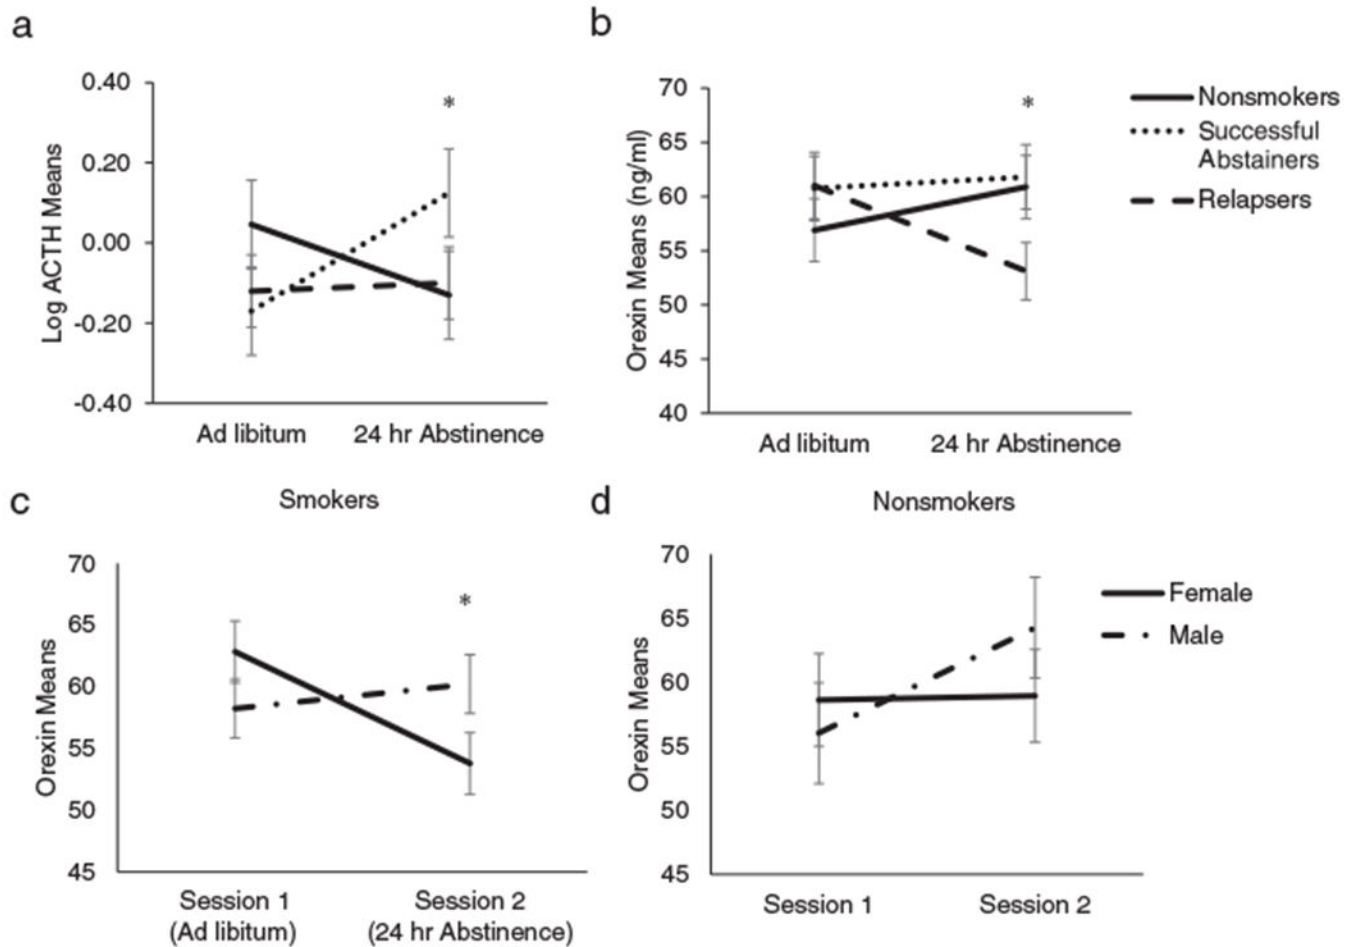 a
0.40
0.20
0.00
-0.20
-0.40
Log ACTH Means
*
Ad libitum
24 hr Abstinence
b
70
65
60
55
50
45
40
Orexin Means (ng/ml)
*
Ad libitum
24 hr Abstinence
Nonsmokers
Successful
Abstainers
Relapsers
c
Smokers
70
65
60
55
50
45
Orexin Means
*
Session 1
(Ad libitum)
Session 2
(24 hr Abstinence)
d
Nonsmokers
70
65
60
55
50
45
Orexin Means
Session 1
Session 2
Female
Male